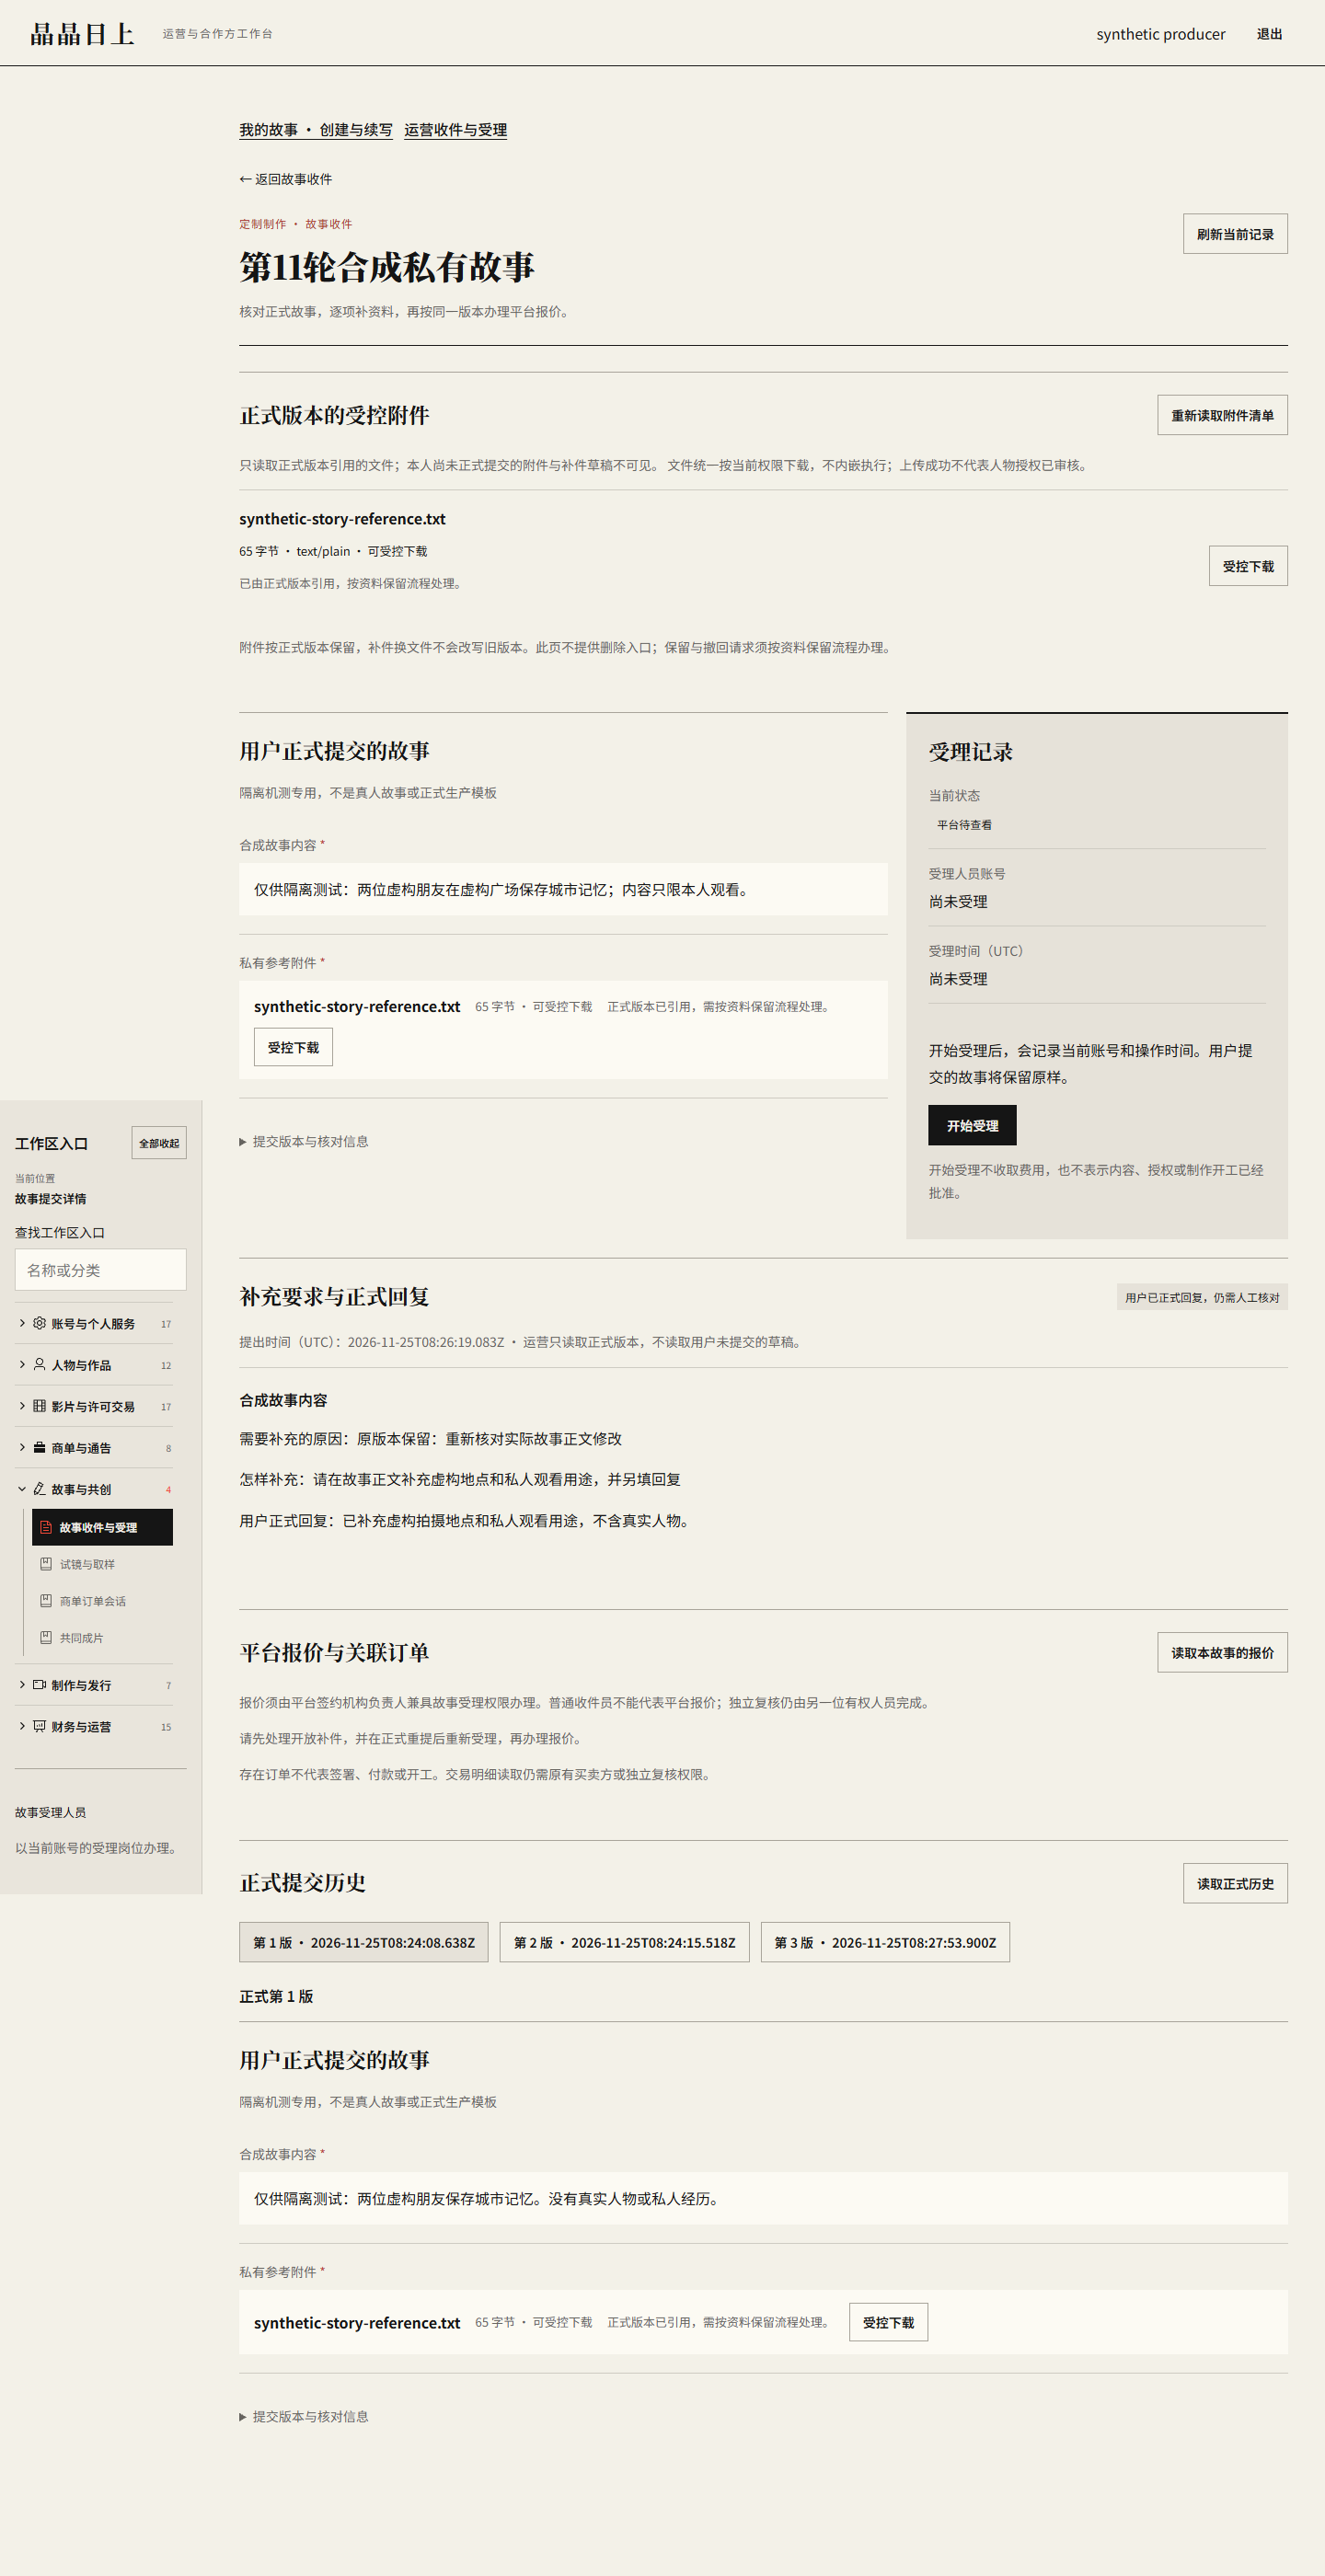 晶晶日上
运营与合作方工作台
synthetic producer
退出
我的故事 · 创建与续写
运营收件与受理
← 返回故事收件
定制制作 · 故事收件
刷新当前记录
第11轮合成私有故事
核对正式故事，逐项补资料，再按同一版本办理平台报价。
正式版本的受控附件
重新读取附件清单
只读取正式版本引用的文件；本人尚未正式提交的附件与补件草稿不可见。 文件统一按当前权限下载，不内嵌执行；上传成功不代表人物授权已审核。
synthetic-story-reference.txt
65 字节 · text/plain · 可受控下载
已由正式版本引用，按资料保留流程处理。
受控下载
附件按正式版本保留，补件换文件不会改写旧版本。此页不提供删除入口；保留与撤回请求须按资料保留流程办理。
用户正式提交的故事
隔离机测专用，不是真人故事或正式生产模板
合成故事内容 *
仅供隔离测试：两位虚构朋友在虚构广场保存城市记忆；内容只限本人观看。
私有参考附件 *
synthetic-story-reference.txt 65 字节 · 可受控下载 正式版本已引用，需按资料保留流程处理。
受控下载
▶ 提交版本与核对信息
受理记录
当前状态
平台待查看
受理人员账号
尚未受理
受理时间（UTC）
尚未受理
开始受理后，会记录当前账号和操作时间。用户提
交的故事将保留原样。
开始受理
开始受理不收取费用，也不表示内容、授权或制作开工已经
批准。
工作区入口
全部收起
当前位置
故事提交详情
查找工作区入口
名称或分类
账号与个人服务 17
人物与作品 12
影片与许可交易 17
商单与通告 8
故事与共创 4
故事收件与受理
试镜与取样
商单订单会话
共同成片
制作与发行 7
财务与运营 15
故事受理人员
以当前账号的受理岗位办理。
补充要求与正式回复
用户已正式回复，仍需人工核对
提出时间（UTC）：2026-11-25T08:26:19.083Z · 运营只读取正式版本，不读取用户未提交的草稿。
合成故事内容
需要补充的原因：原版本保留：重新核对实际故事正文修改
怎样补充：请在故事正文补充虚构地点和私人观看用途，并另填回复
用户正式回复：已补充虚构拍摄地点和私人观看用途，不含真实人物。
平台报价与关联订单
读取本故事的报价
报价须由平台签约机构负责人兼具故事受理权限办理。普通收件员不能代表平台报价；独立复核仍由另一位有权人员完成。
请先处理开放补件，并在正式重提后重新受理，再办理报价。
存在订单不代表签署、付款或开工。交易明细读取仍需原有买卖方或独立复核权限。
正式提交历史
读取正式历史
第 1 版 · 2026-11-25T08:24:08.638Z
第 2 版 · 2026-11-25T08:24:15.518Z
第 3 版 · 2026-11-25T08:27:53.900Z
正式第 1 版
用户正式提交的故事
隔离机测专用，不是真人故事或正式生产模板
合成故事内容 *
仅供隔离测试：两位虚构朋友保存城市记忆。没有真实人物或私人经历。
私有参考附件 *
synthetic-story-reference.txt 65 字节 · 可受控下载 正式版本已引用，需按资料保留流程处理。 受控下载
▶ 提交版本与核对信息